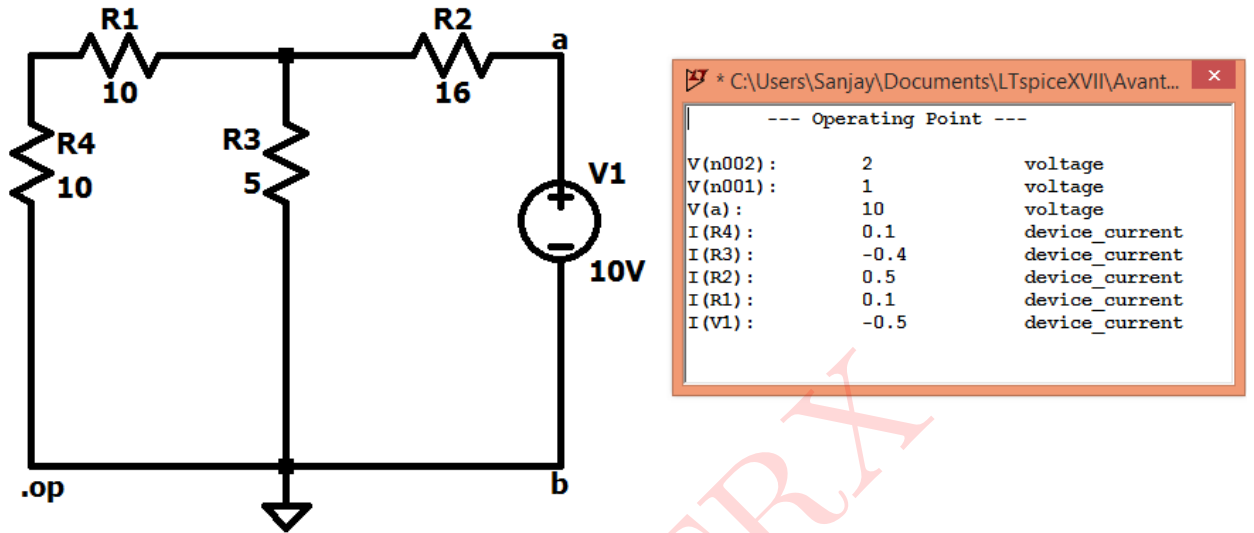 R1
10
R2
16
a
R4
10
R3
5
V1
10V
.op
b
* C:\Users\Sanjay\Documents\LTspiceXVII\Avant...
--- Operating Point ---
V(n002): 2 voltage
V(n001): 1 voltage
V(a): 10 voltage
I(R4): 0.1 device_current
I(R3): -0.4 device_current
I(R2): 0.5 device_current
I(R1): 0.1 device_current
I(V1): -0.5 device_current